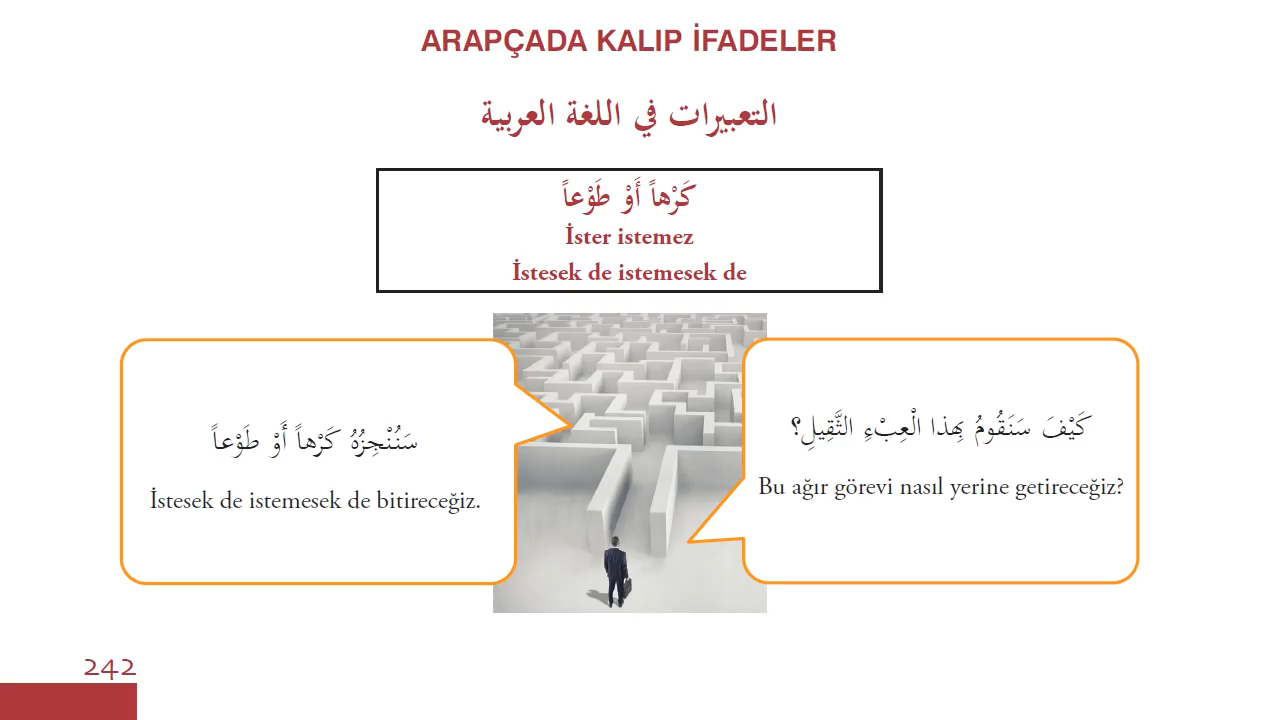 ARAPÇADA KALIP İFADELER
التعبيرات في اللغة العربية
كَرْهاً أَوْ طَوْعاً
İster istemez
İstesek de istemesek de
كَيْفَ سَنَقُومُ بِهذا الْعِبْءِ الثَّقِيلِ؟
Bu ağır görevi nasıl yerine getireceğiz?
سَنُنْجِزُهُ كَرْهاً أَوْ طَوْعاً
İstesek de istemesek de bitireceğiz.
242